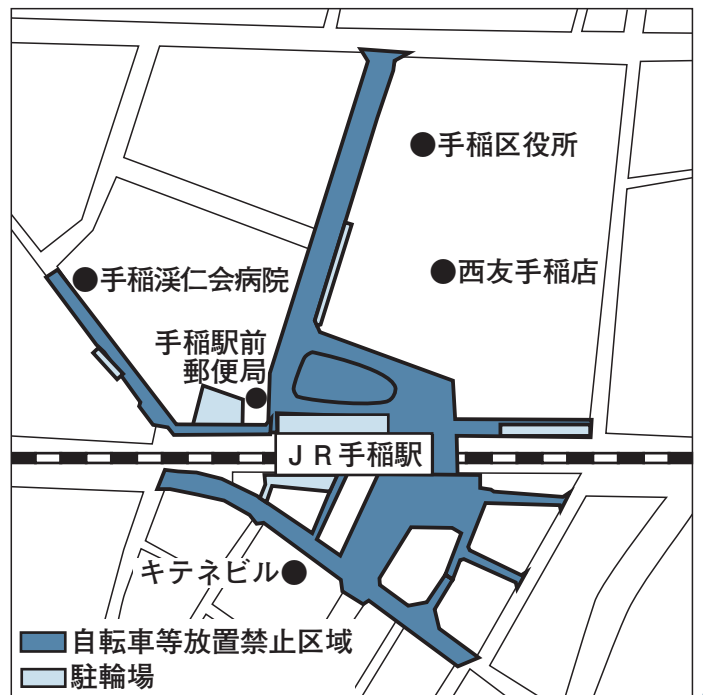 手稲区役所
西友手稲店
手稲渓仁会病院
手稲駅前
郵便局
JR手稲駅
キテネビル
自転車等放置禁止区域
駐輪場